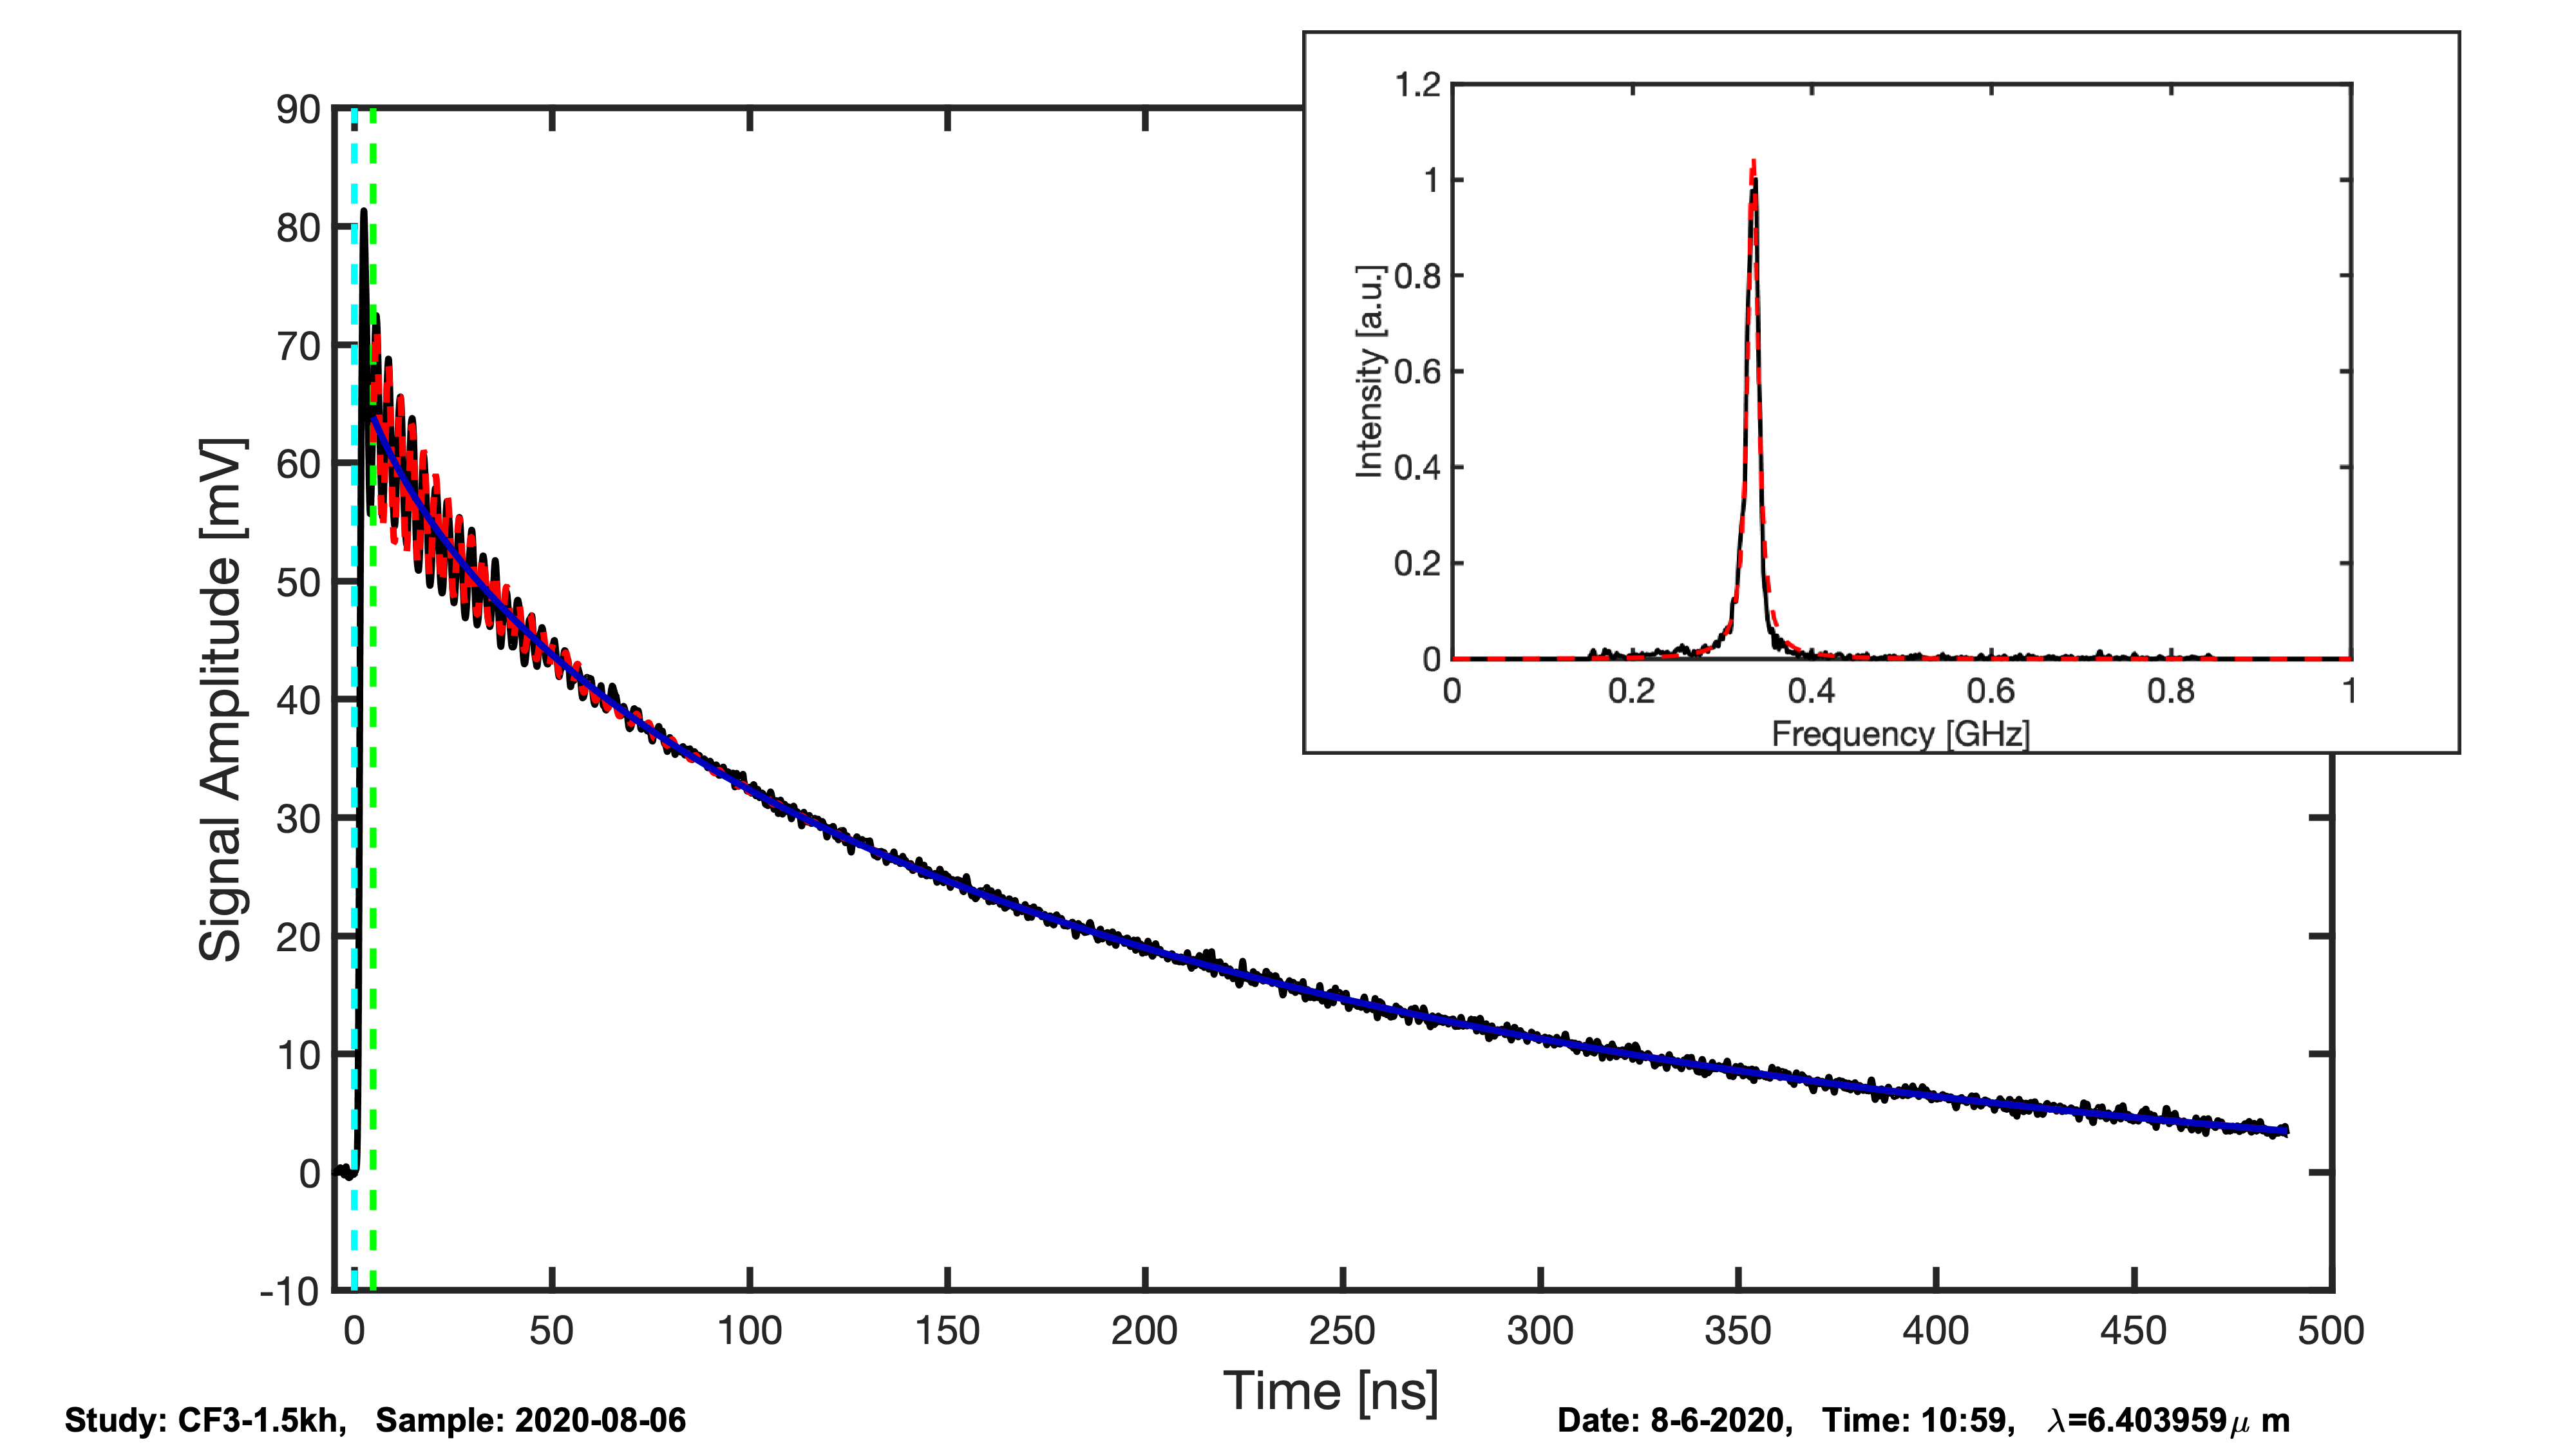 1.2
1
0.8
0.6
0.4
0.2
0
Intensity [a.u.]
0 0.2 0.4 0.6 0.8 1
Frequency [GHz]
90
80
70
60
50
40
30
20
10
0
-10
Signal Amplitude [mV]
0 50 100 150 200 250 300 350 400 450 500
Time [ns]
Study: CF3-1.5kh, Sample: 2020-08-06
Date: 8-6-2020, Time: 10:59, λ=6.403959μ m